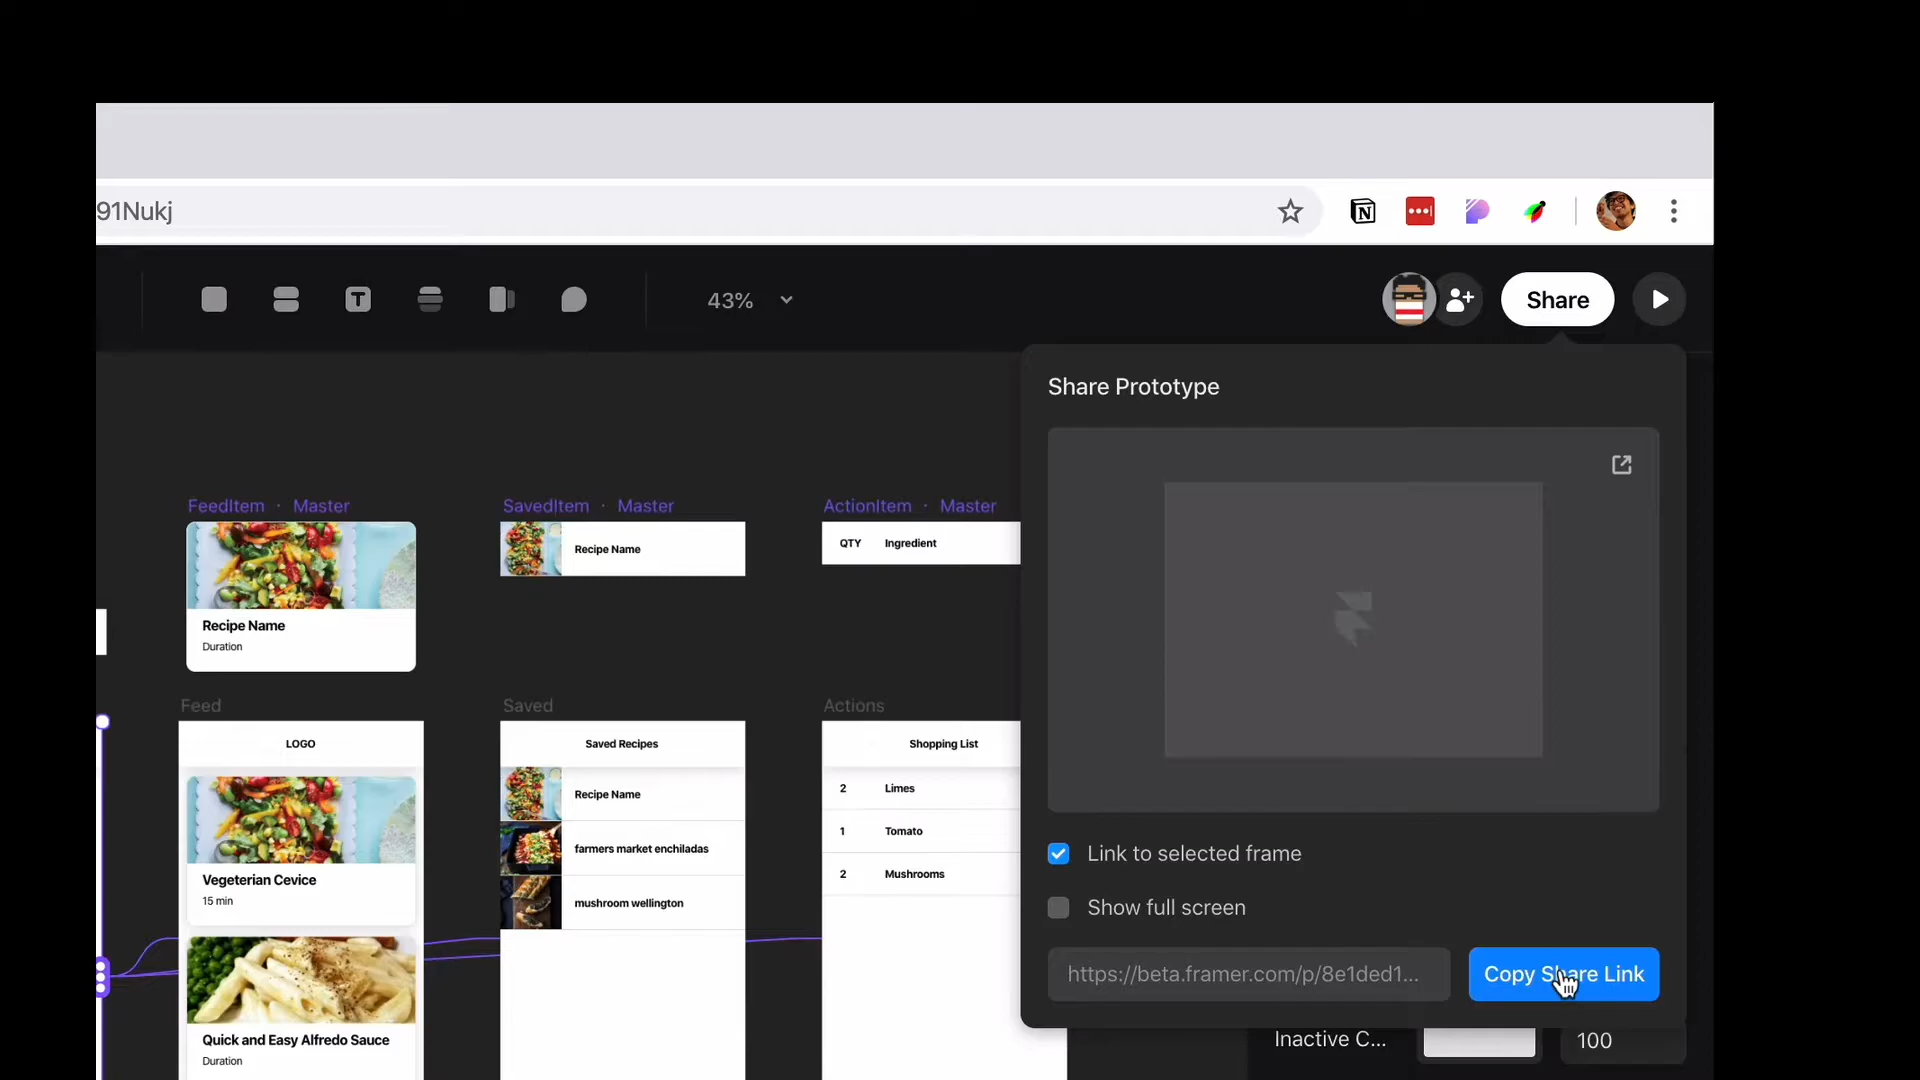 91Nukj
T
43%
Share
Share Prototype
FeedItem · Master
SavedItem · Master
ActionItem · Master
Recipe Name
QTY Ingredient
Recipe Name
Duration
Feed
Saved
Actions
LOGO
Saved Recipes
Shopping List
Recipe Name
2 Limes
1 Tomato
farmers market enchiladas
Link to selected frame
Vegeterian Cevice
15 min
2 Mushrooms
mushroom wellington
Show full screen
https://beta.framer.com/p/8e1ded1...
Copy Share Link
Quick and Easy Alfredo Sauce
Duration
Inactive C...
100